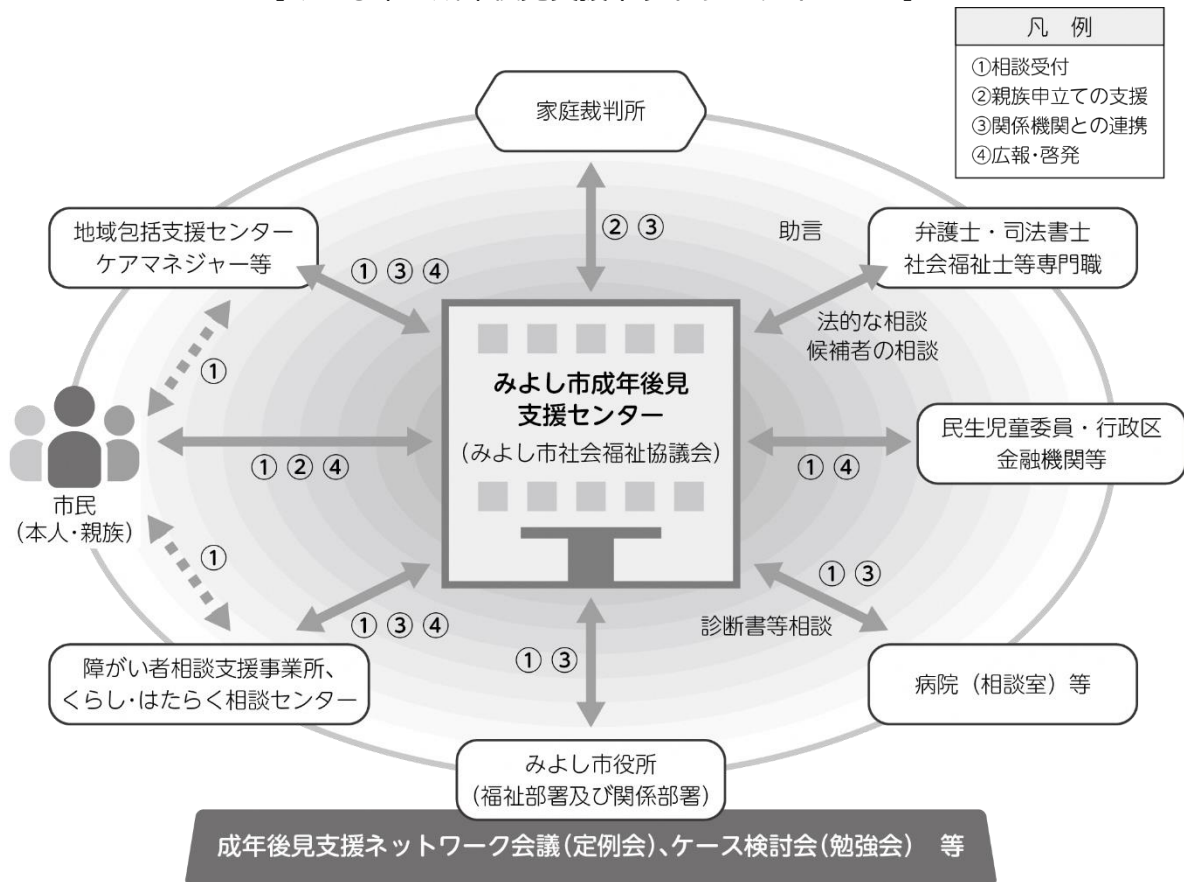 凡 例
①相談受付
②親族申立ての支援
③関係機関との連携
④広報・啓発
家庭裁判所
② ③
助言
地域包括支援センター
ケアマネジャー等
① ③ ④
弁護士・司法書士
社会福祉士等専門職
法的な相談
候補者の相談
①
みよし市成年後見
支援センター
(みよし市社会福祉協議会)
① ② ④
市民
(本人・親族)
① ④
民生児童委員・行政区
金融機関等
①
① ③ ④
① ③
診断書等相談
① ③
障がい者相談支援事業所、
くらし・はたらく相談センター
病院（相談室）等
みよし市役所
(福祉部署及び関係部署)
成年後見支援ネットワーク会議(定例会)、ケース検討会(勉強会)　等